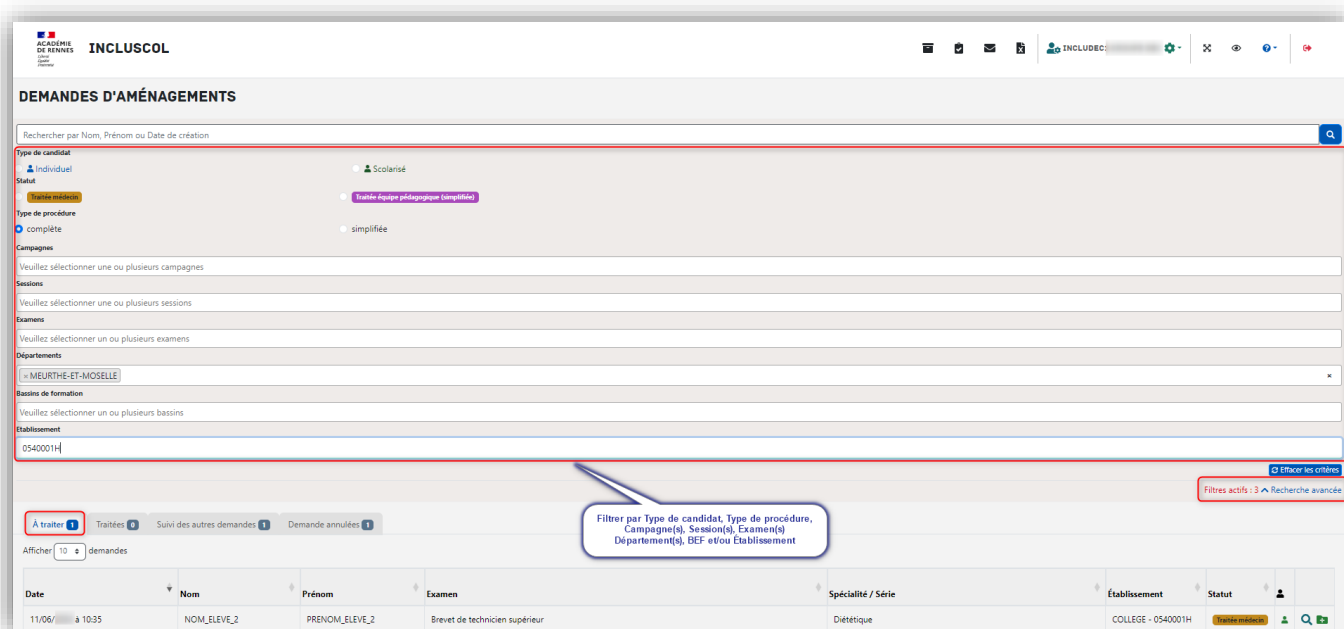 ACADÉMIE
DE RENNES
Liberté
Égalité
Fraternité
INCLUSCOL
INCLUDEC:
DEMANDES D'AMÉNAGEMENTS
Rechercher par Nom, Prénom ou Date de création
Type de candidat
Individuel Scolarisé
Statut
Traitée médecin Traitée équipe pédagogique (simplifiée)
Type de procédure
complète simplifiée
Campagnes
Veuillez sélectionner une ou plusieurs campagnes
Sessions
Veuillez sélectionner une ou plusieurs sessions
Examens
Veuillez sélectionner un ou plusieurs examens
Départements
× MEURTHE-ET-MOSELLE ×
Bassins de formation
Veuillez sélectionner un ou plusieurs bassins
Etablissement
0540001H
Effacer les critères
Filtres actifs : 3 Recherche avancée
À traiter 1 Traitées 0 Suivi des autres demandes 1 Demande annulées 1
Filtrer par Type de candidat, Type de procédure,
Campagne(s), Session(s), Examen(s)
Département(s), BEF et/ou Établissement
Afficher 10 demandes
Date Nom Prénom Examen Spécialité / Série Établissement Statut
11/06/ à 10:35 NOM_ELEVE_2 PRENOM_ELEVE_2 Brevet de technicien supérieur Diététique COLLEGE - 0540001H Traitée médecin